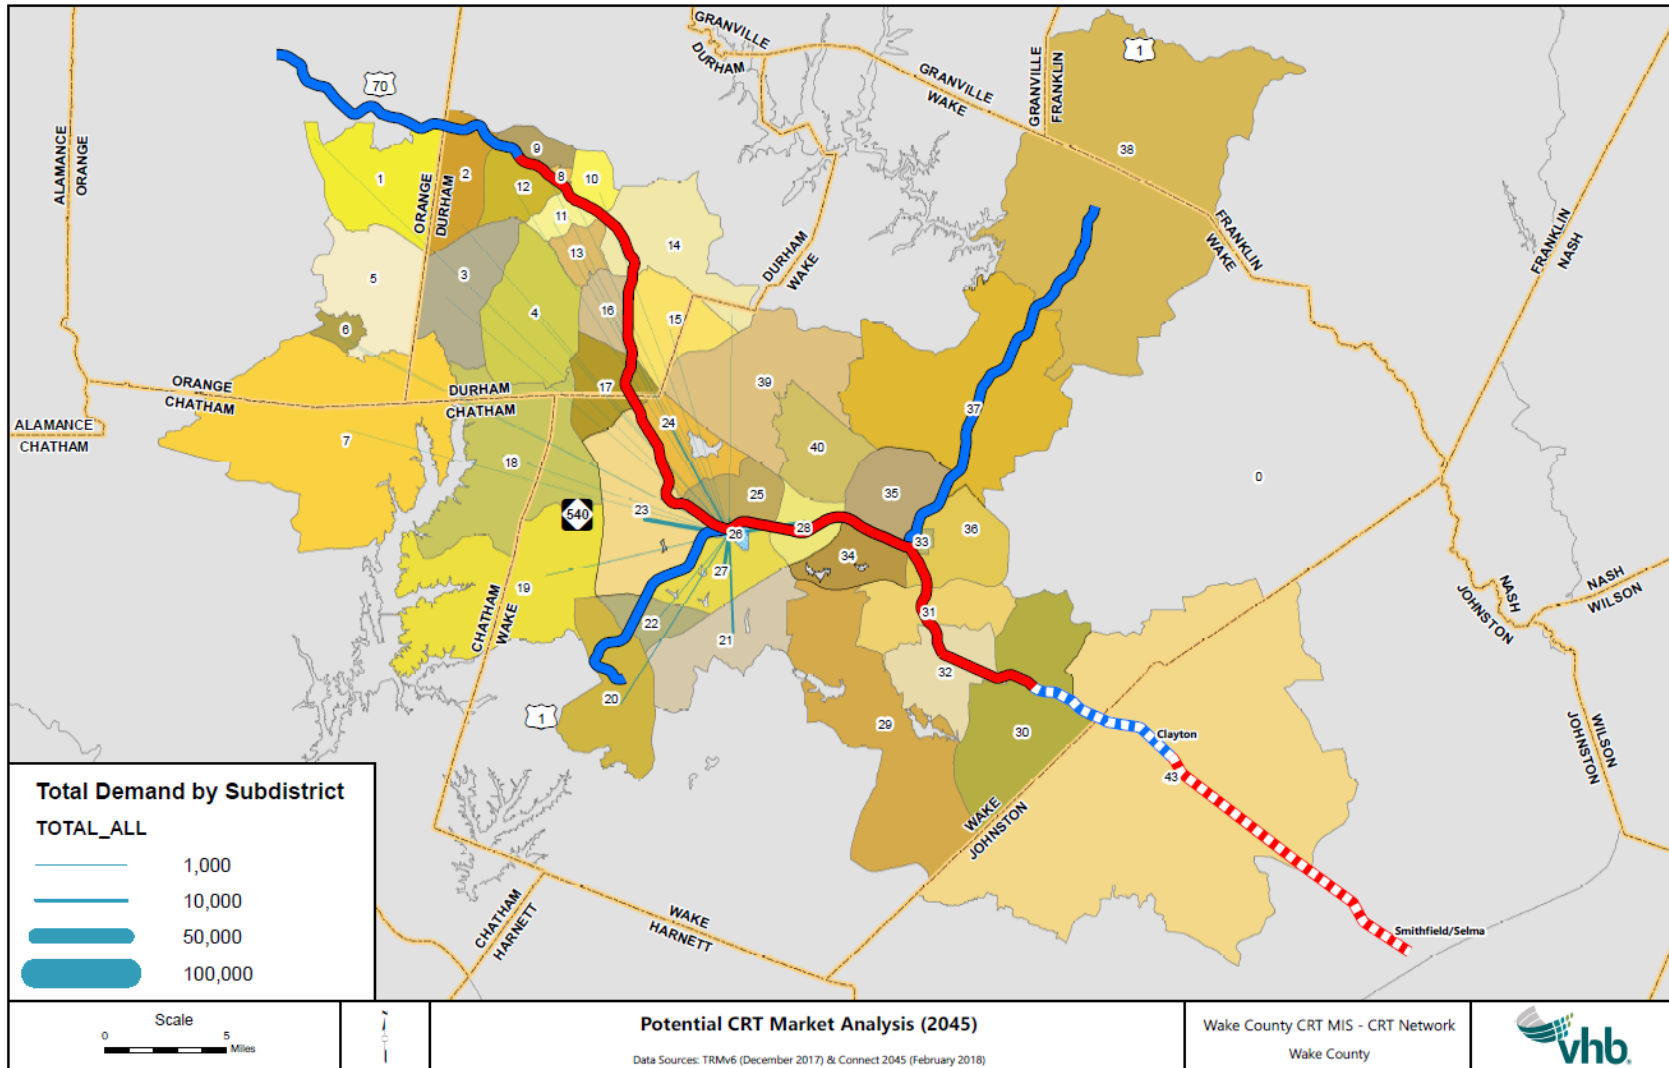 GRANVILLE
DURHAM
GRANVILLE
WAKE
GRANVILLE
FRANKLIN
1
70
ALAMANCE
ORANGE
ORANGE
DURHAM
38
9
8
10
12
2
1
11
13
14
DURHAM
WAKE
FRANKLIN
WAKE
FRANKLIN
NASH
5
3
4
16
15
6
17
39
37
ORANGE
CHATHAM
DURHAM
CHATHAM
ALAMANCE
CHATHAM
7
24
40
18
25
35
0
540
23
26
28
33
36
34
27
19
CHATHAM
WAKE
22
21
31
32
NASH
JOHNSTON
NASH
WILSON
20
1
29
30
Clayton
43
WILSON
JOHNSTON
WAKE
JOHNSTON
Smithfield/Selma
CHATHAM
HARNETT
WAKE
HARNETT
Total Demand by Subdistrict
TOTAL_ALL
1,000
10,000
50,000
100,000
Scale
0 5
Miles
Potential CRT Market Analysis (2045)
Data Sources: TRMv6 (December 2017) & Connect 2045 (February 2018)
Wake County CRT MIS - CRT Network
Wake County
vhb